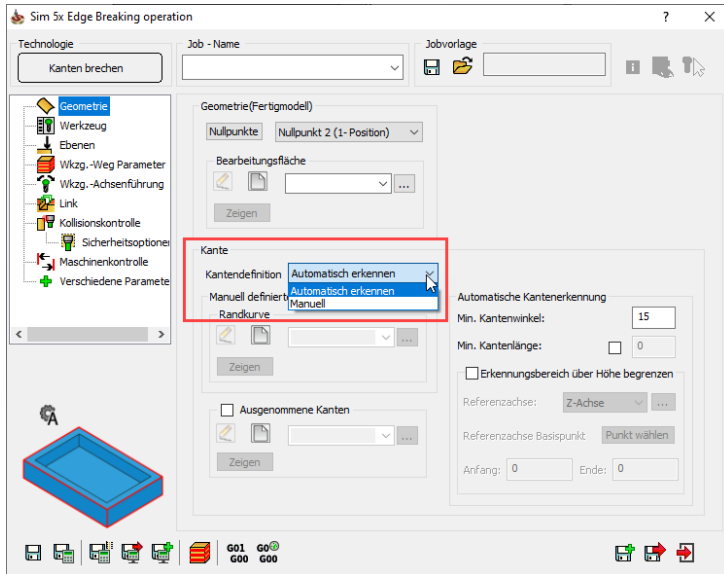 Sim 5x Edge Breaking operation
? ×
Technologie
Kanten brechen
Job - Name
Jobvorlage
Geometrie
Werkzeug
Ebenen
Wkzg.-Weg Parameter
Wkzg.-Achsenführung
Link
Kollisionskontrolle
Sicherheitsoptione
Maschinenkontrolle
Verschiedene Paramete
< >
Geometrie(Fertigmodell)
Nullpunkte Nullpunkt 2 (1- Position)
Bearbeitungsfläche
...
Zeigen
Kante
Kantendefinition Automatisch erkennen
Automatisch erkennen
Manuell
Manuell definiert
Randkurve
...
Zeigen
Ausgenommene Kanten
...
Zeigen
Automatische Kantenerkennung
Min. Kantenwinkel: 15
Min. Kantenlänge: 0
Erkennungsbereich über Höhe begrenzen
Referenzachse: Z-Achse ...
Referenzachse Basispunkt Punkt wählen
Anfang: 0 Ende: 0
A
G01 G00
G00 G00